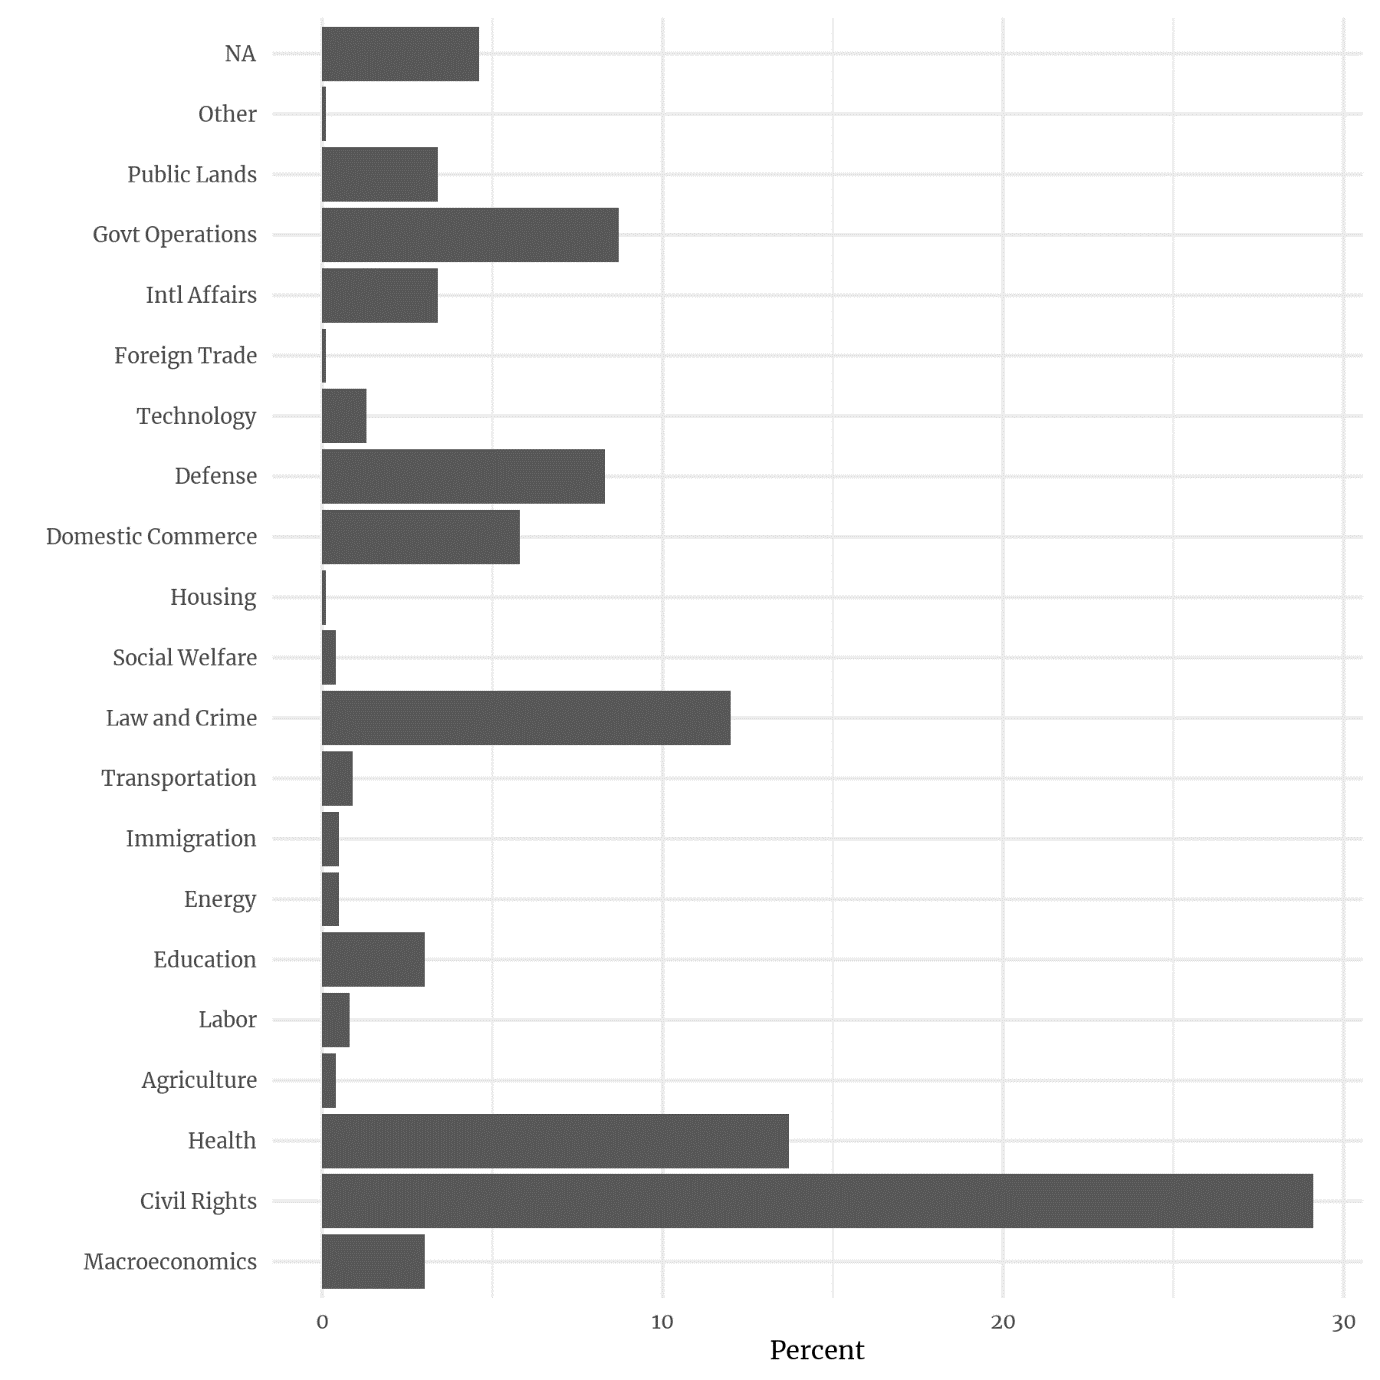 NA
Other
Public Lands
Govt Operations
Intl Affairs
Foreign Trade
Technology
Defense
Domestic Commerce
Housing
Social Welfare
Law and Crime
Transportation
Immigration
Energy
Education
Labor
Agriculture
Health
Civil Rights
Macroeconomics
0 10 20 30
Percent